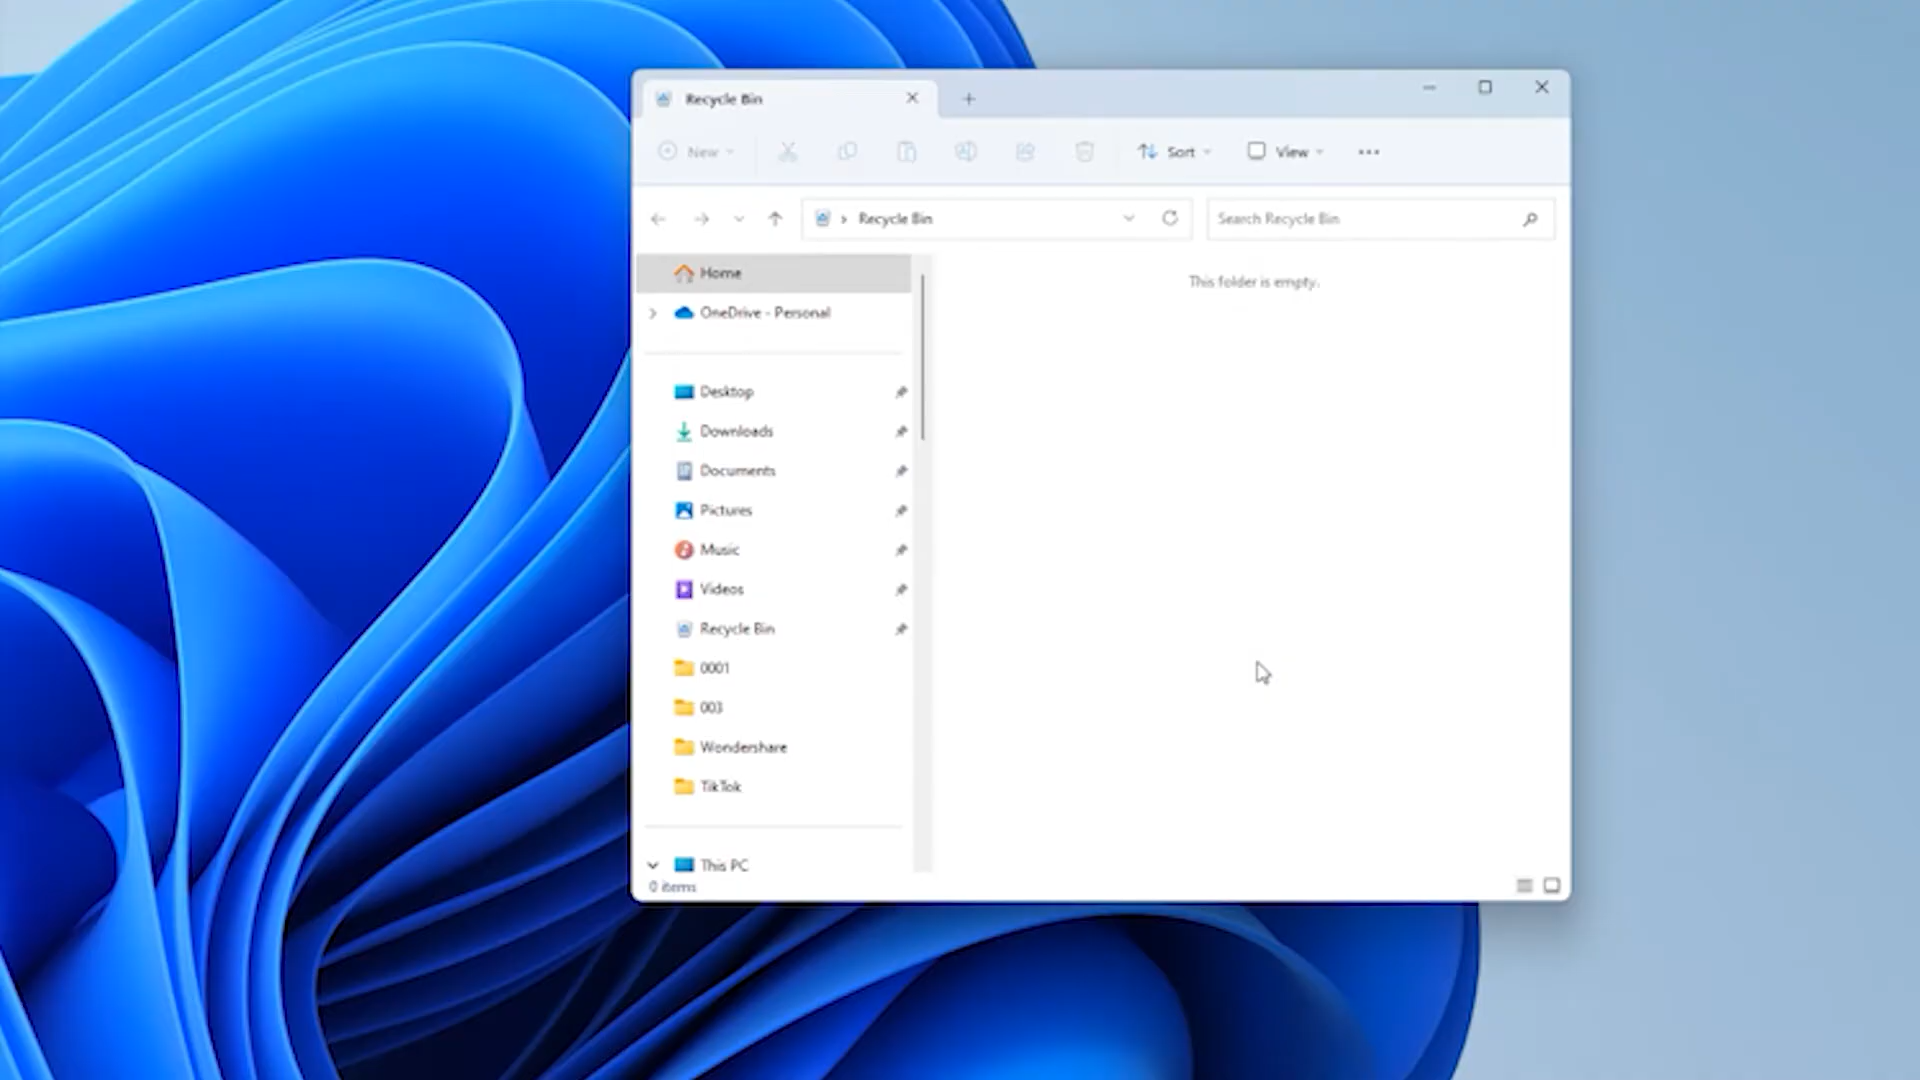 Recycle Bin
New
Sort
View
Recycle Bin
Search Recycle Bin
Home
This folder is empty.
OneDrive - Personal
Desktop
Downloads
Documents
Pictures
Music
Videos
Recycle Bin
0001
003
Wondershare
TikTok
This PC
0 items